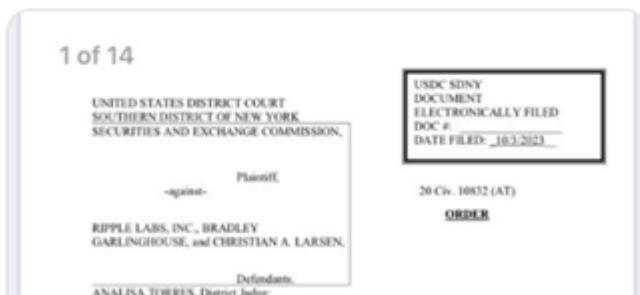 1 of 14
UNITED STATES DISTRICT COURT
SOUTHERN DISTRICT OF NEW YORK
SECURITIES AND EXCHANGE COMMISSION,
Plaintiff,
-against-
RIPPLE LABS, INC., BRADLEY
GARLINGHOUSE, and CHRISTIAN A. LARSEN,
Defendants.
ANALISA TORRES, District Judge:
USDC SDNY
DOCUMENT
ELECTRONICALLY FILED
DOC #:
DATE FILED: 10/3/2023
20 Civ. 10832 (AT)
ORDER